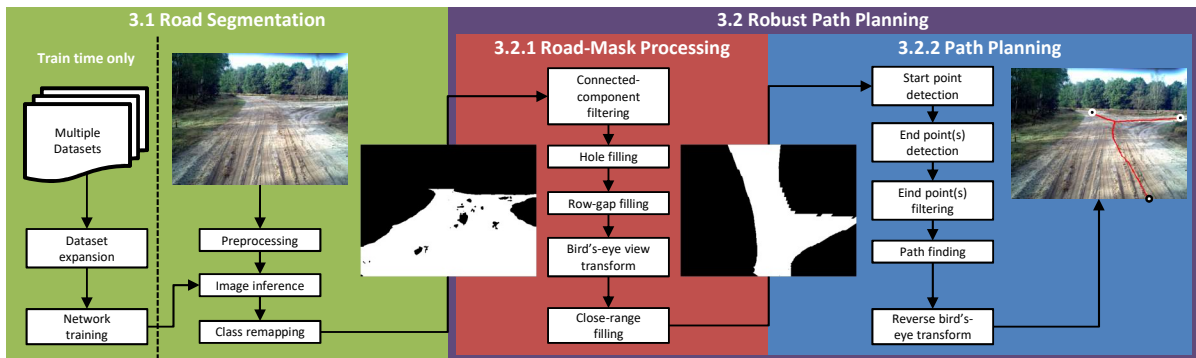 3.1 Road Segmentation
Train time only
Multiple
Datasets
Dataset
expansion
Network
training
Preprocessing
Image inference
Class remapping
3.2 Robust Path Planning
3.2.1 Road-Mask Processing
Connected-
component
filtering
Hole filling
Row-gap filling
Bird's-eye view
transform
Close-range
filling
3.2.2 Path Planning
Start point
detection
End point(s)
detection
Eind point(s)
filtering
Path finding
Reverse bird's-
eye transform